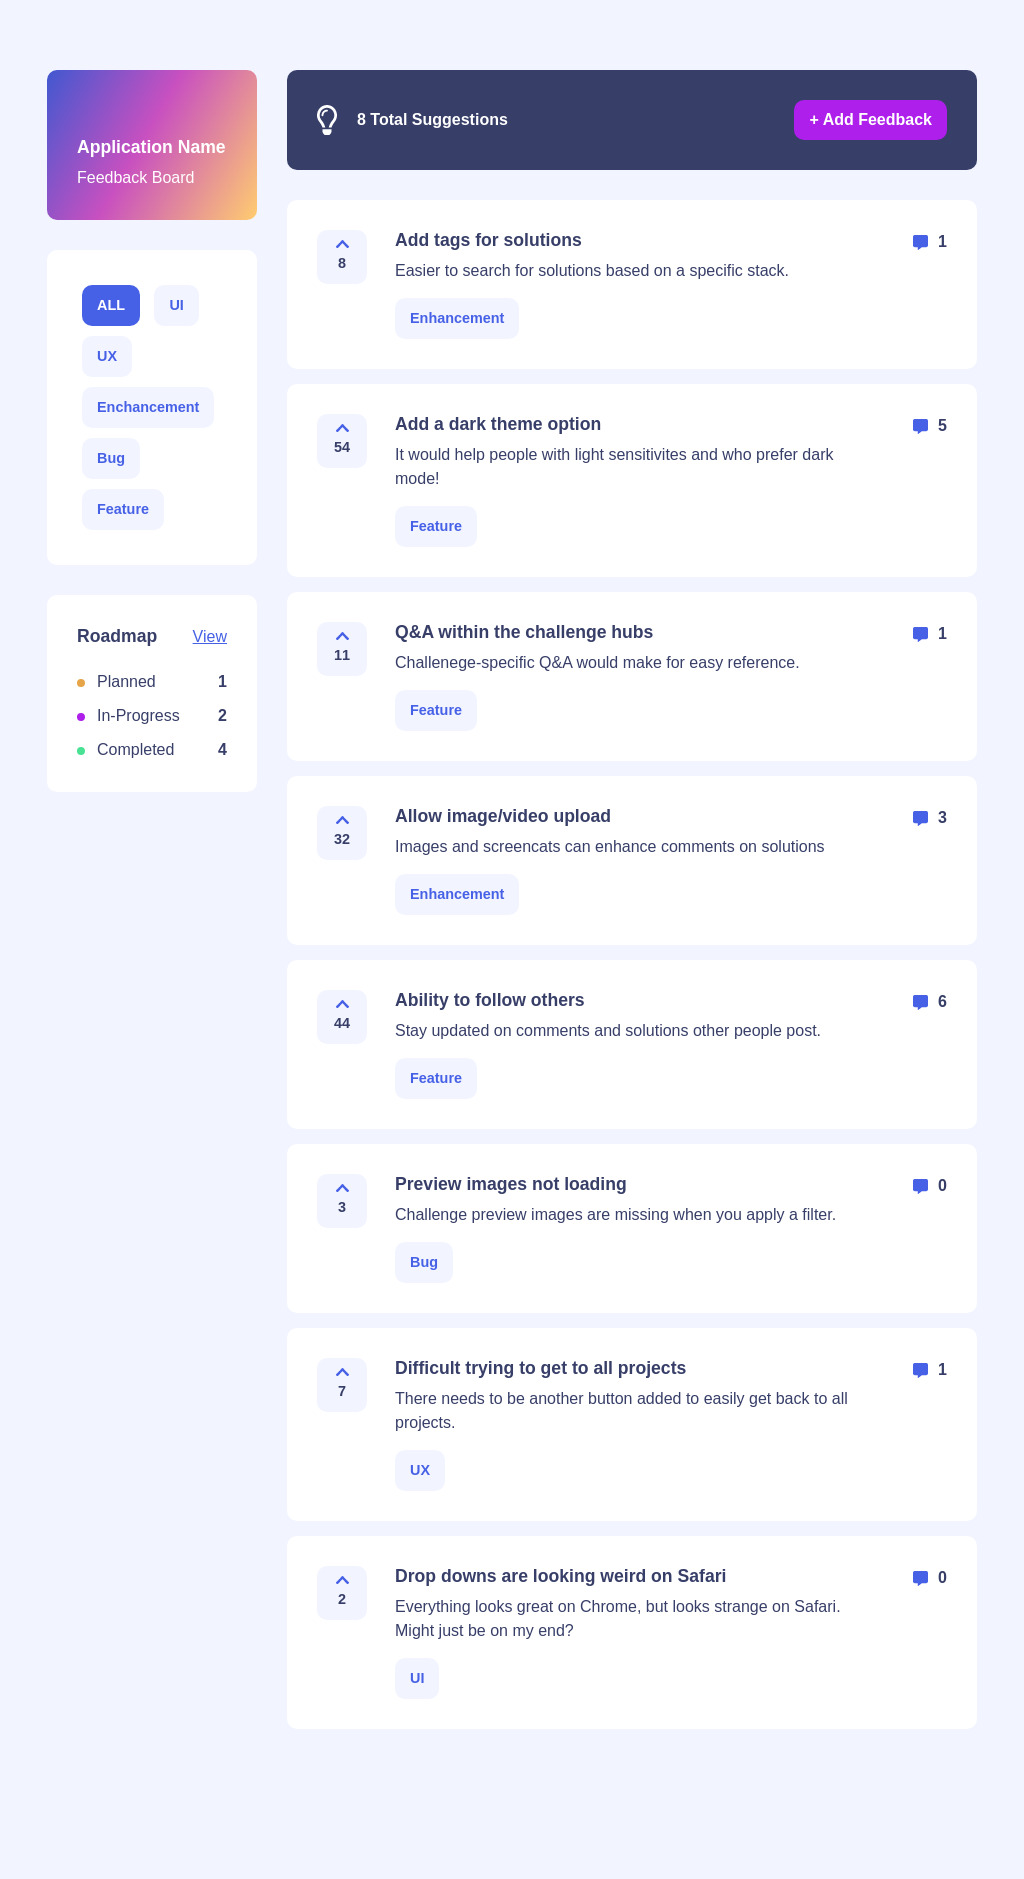 Application Name
Feedback Board
ALL
UI
UX
Enchancement
Bug
Feature
Roadmap
View
Planned 1
In-Progress 2
Completed 4
8 Total Suggestions
+ Add Feedback
8
Add tags for solutions
Easier to search for solutions based on a specific stack.
Enhancement
1
54
Add a dark theme option
It would help people with light sensitivites and who prefer dark
mode!
Feature
5
11
Q&A within the challenge hubs
Challenege-specific Q&A would make for easy reference.
Feature
1
32
Allow image/video upload
Images and screencats can enhance comments on solutions
Enhancement
3
44
Ability to follow others
Stay updated on comments and solutions other people post.
Feature
6
3
Preview images not loading
Challenge preview images are missing when you apply a filter.
Bug
0
7
Difficult trying to get to all projects
There needs to be another button added to easily get back to all
projects.
UX
1
2
Drop downs are looking weird on Safari
Everything looks great on Chrome, but looks strange on Safari.
Might just be on my end?
UI
0